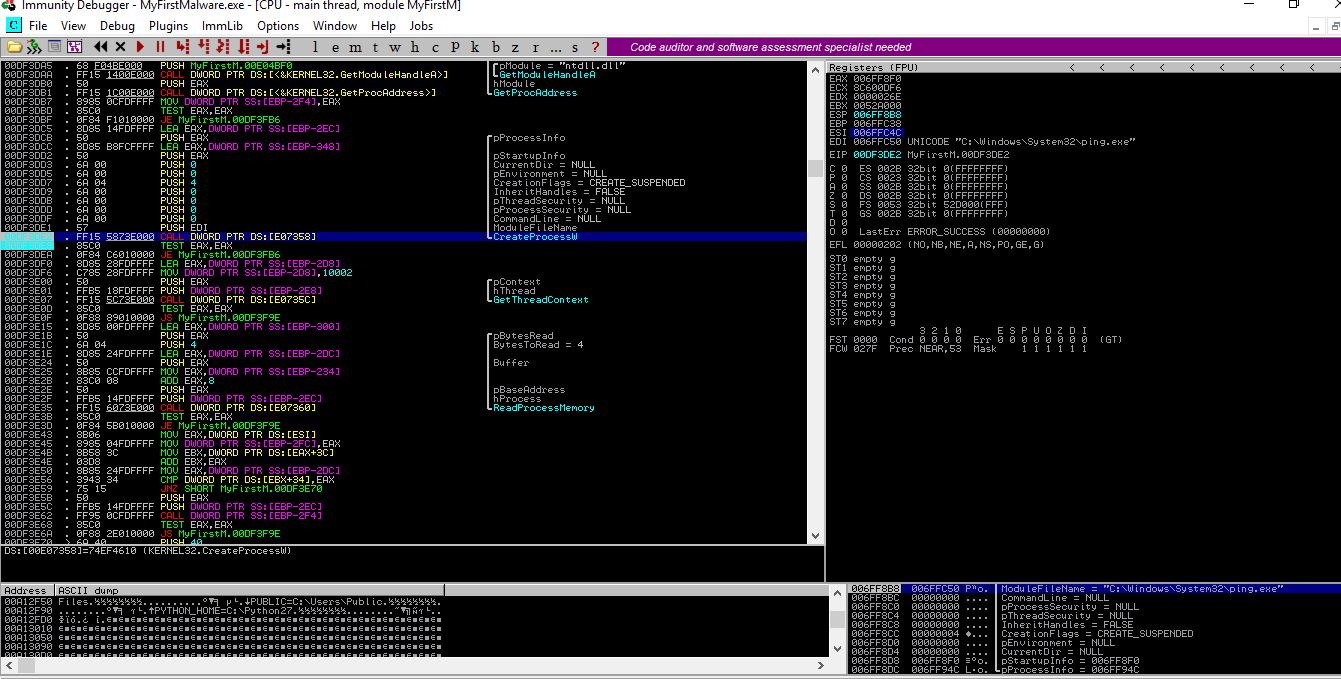 Immunity Debugger - MyFirstMalware.exe - [CPU - main thread, module MyFirstM]
C File View Debug Plugins ImmLib Options Window Help Jobs
l e m t w h c P k b z r ... s ? Code auditor and software assessment specialist needed
00DF3DA5 . 68 F04BE000 PUSH MyFirstM.00E04BF0 pModule = "ntdll.dll"
00DF3DAA . FF15 1400E000 CALL DWORD PTR DS:[<&KERNEL32.GetModuleHandleA>] GetModuleHandleA
00DF3DB0 . 50 PUSH EAX hModule
00DF3DB1 . FF15 1C00E000 CALL DWORD PTR DS:[<&KERNEL32.GetProcAddress>] GetProcAddress
00DF3DB7 . 8985 0CFDFFFF MOV DWORD PTR SS:[EBP-2F4],EAX
00DF3DBD . 85C0 TEST EAX,EAX
00DF3DBF . 0F84 F1010000 JE MyFirstM.00DF3FB6
00DF3DC5 . 8D85 14FDFFFF LEA EAX,DWORD PTR SS:[EBP-2EC]
00DF3DCB . 50 PUSH EAX pProcessInfo
00DF3DCC . 8D85 B8FCFFFF LEA EAX,DWORD PTR SS:[EBP-348]
00DF3DD2 . 50 PUSH EAX pStartupInfo
00DF3DD3 . 6A 00 PUSH 0 CurrentDir = NULL
00DF3DD5 . 6A 00 PUSH 0 pEnvironment = NULL
00DF3DD7 . 6A 04 PUSH 4 CreationFlags = CREATE_SUSPENDED
00DF3DD9 . 6A 00 PUSH 0 InheritHandles = FALSE
00DF3DDB . 6A 00 PUSH 0 pThreadSecurity = NULL
00DF3DDD . 6A 00 PUSH 0 pProcessSecurity = NULL
00DF3DDF . 6A 00 PUSH 0 CommandLine = NULL
00DF3DE1 . 57 PUSH EDI ModuleFileName
. FF15 5873E000 CALL DWORD PTR DS:[E07358] CreateProcessW
. 85C0 TEST EAX,EAX
00DF3DEA . 0F84 C6010000 JE MyFirstM.00DF3FB6
00DF3DF0 . 8D85 28FDFFFF LEA EAX,DWORD PTR SS:[EBP-2D8]
00DF3DF6 . C785 28FDFFFF MOV DWORD PTR SS:[EBP-2D8],10002
00DF3E00 . 50 PUSH EAX pContext
00DF3E01 . FFB5 18FDFFFF PUSH DWORD PTR SS:[EBP-2E8] hThread
00DF3E07 . FF15 5C73E000 CALL DWORD PTR DS:[E0735C] GetThreadContext
00DF3E0D . 85C0 TEST EAX,EAX
00DF3E0F . 0F88 89010000 JS MyFirstM.00DF3F9E
00DF3E15 . 8D85 00FDFFFF LEA EAX,DWORD PTR SS:[EBP-300]
00DF3E1B . 50 PUSH EAX pBytesRead
00DF3E1C . 6A 04 PUSH 4 BytesToRead = 4
00DF3E1E . 8D85 24FDFFFF LEA EAX,DWORD PTR SS:[EBP-2DC]
00DF3E24 . 50 PUSH EAX Buffer
00DF3E25 . 8B85 CCFDFFFF MOV EAX,DWORD PTR SS:[EBP-234]
00DF3E2B . 83C0 08 ADD EAX,8
00DF3E2E . 50 PUSH EAX pBaseAddress
00DF3E2F . FFB5 14FDFFFF PUSH DWORD PTR SS:[EBP-2EC] hProcess
00DF3E35 . FF15 6073E000 CALL DWORD PTR DS:[E07360] ReadProcessMemory
00DF3E3B . 85C0 TEST EAX,EAX
00DF3E3D . 0F84 5B010000 JE MyFirstM.00DF3F9E
00DF3E43 . 8B06 MOV EAX,DWORD PTR DS:[ESI]
00DF3E45 . 8985 04FDFFFF MOV DWORD PTR SS:[EBP-2FC],EAX
00DF3E4B . 8B58 3C MOV EBX,DWORD PTR DS:[EAX+3C]
00DF3E4E . 03D8 ADD EBX,EAX
00DF3E50 . 8B85 24FDFFFF MOV EAX,DWORD PTR SS:[EBP-2DC]
00DF3E56 . 3943 34 CMP DWORD PTR DS:[EBX+34],EAX
00DF3E59 . 75 15 JNZ SHORT MyFirstM.00DF3E70
00DF3E5B . 50 PUSH EAX
00DF3E5C . FFB5 14FDFFFF PUSH DWORD PTR SS:[EBP-2EC]
00DF3E62 . FF95 0CFDFFFF CALL DWORD PTR SS:[EBP-2F4]
00DF3E68 . 85C0 TEST EAX,EAX
00DF3E6A . 0F88 2E010000 JS MyFirstM.00DF3F9E
00DF3E70 > 6A 40 PUSH 40
DS:[00E07358]=74EF4610 (KERNEL32.CreateProcessW)
Registers (FPU) < < < < < < < < <
EAX 006FF8F0
ECX 8C600DF6
EDX 0000026E
EBX 0052A000
ESP 006FF8B8
EBP 006FFC38
ESI 006FFC4C
EDI 006FFC50 UNICODE "C:\Windows\System32\ping.exe"
EIP 00DF3DE2 MyFirstM.00DF3DE2
C 0 ES 002B 32bit 0(FFFFFFFF)
P 0 CS 0023 32bit 0(FFFFFFFF)
A 0 SS 002B 32bit 0(FFFFFFFF)
Z 0 DS 002B 32bit 0(FFFFFFFF)
S 0 FS 0053 32bit 52D000(FFF)
T 0 GS 002B 32bit 0(FFFFFFFF)
D 0
O 0 LastErr ERROR_SUCCESS (00000000)
EFL 00000202 (NO,NB,NE,A,NS,PO,GE,G)
ST0 empty g
ST1 empty g
ST2 empty g
ST3 empty g
ST4 empty g
ST5 empty g
ST6 empty g
ST7 empty g
3 2 1 0 E S P U O Z D I
FST 0000 Cond 0 0 0 0 Err 0 0 0 0 0 0 0 0 (GT)
FCW 027F Prec NEAR,53 Mask 1 1 1 1 1 1
Address ASCII dump
00A12F50 Files.
PUBLIC=C:\Users\Public.
00A12F90
PYTHON_HOME=C:\Python27.
00A12FD0
00A13010
00A13050
00A13090
00A130D0
006FF8B8 006FFC50 ModuleFileName = "C:\Windows\System32\ping.exe"
006FF8BC 00000000 .... CommandLine = NULL
006FF8C0 00000000 .... pProcessSecurity = NULL
006FF8C4 00000000 .... pThreadSecurity = NULL
006FF8C8 00000000 .... InheritHandles = FALSE
006FF8CC 00000004 ♦... CreationFlags = CREATE_SUSPENDED
006FF8D0 00000000 .... pEnvironment = NULL
006FF8D4 00000000 .... CurrentDir = NULL
006FF8D8 006FF8F0 pStartupInfo = 006FF8F0
006FF8DC 006FF94C pProcessInfo = 006FF94C